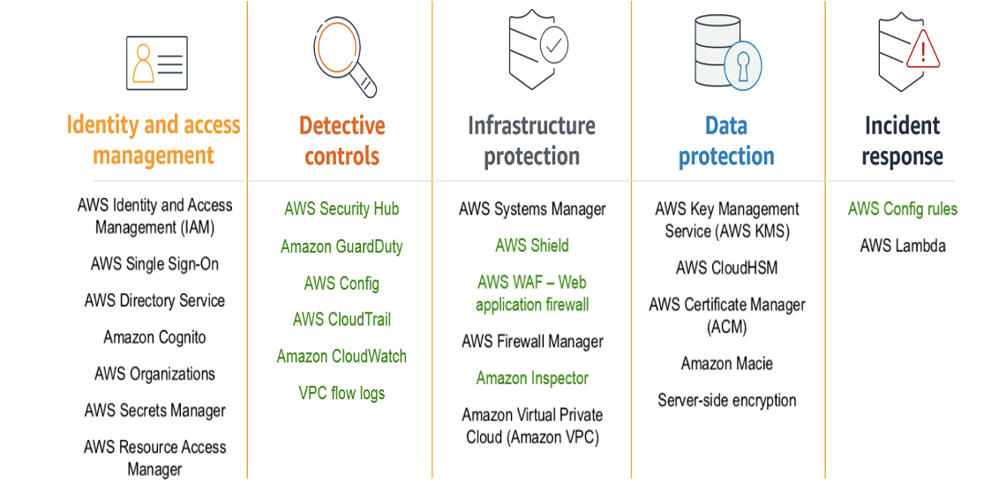 Identity and access
management
AWS Identity and Access
Management (IAM)
AWS Single Sign-On
AWS Directory Service
Amazon Cognito
AWS Organizations
AWS Secrets Manager
AWS Resource Access
Manager
Detective
controls
AWS Security Hub
Amazon GuardDuty
AWS Config
AWS CloudTrail
Amazon CloudWatch
VPC flow logs
Infrastructure
protection
AWS Systems Manager
AWS Shield
AWS WAF – Web
application firewall
AWS Firewall Manager
Amazon Inspector
Amazon Virtual Private
Cloud (Amazon VPC)
Data
protection
AWS Key Management
Service (AWS KMS)
AWS CloudHSM
AWS Certificate Manager
(ACM)
Amazon Macie
Server-side encryption
Incident
response
AWS Config rules
AWS Lambda